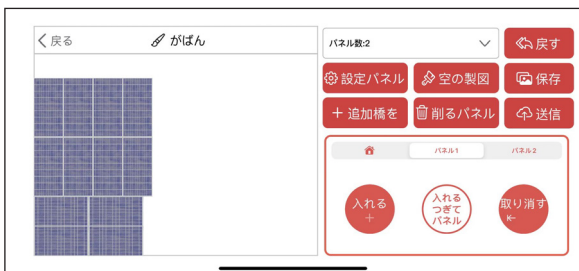 戻る
がばん
パネル数:2
戻す
設定パネル
空の製図
保存
+ 追加橋を
削るパネル
送信
パネル1
パネル2
入れる
+
入れる
つぎて
パネル
取り消す